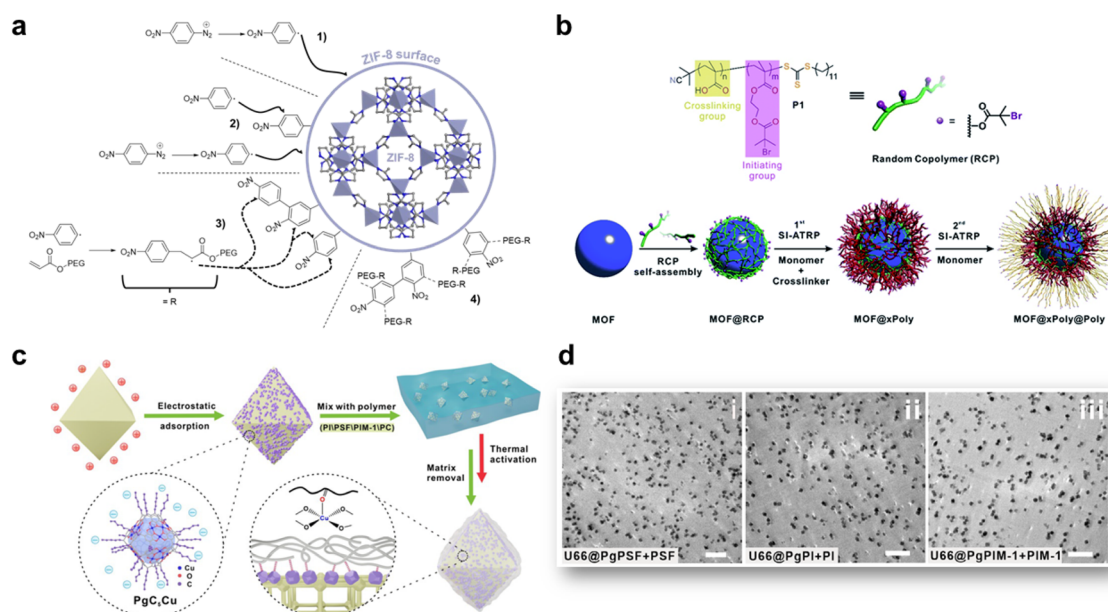 a
O₂N
N₂
⊕
O₂N
1)
ZIF-8 surface
O₂N
2)
O₂N
O₂N
N₂
⊕
O₂N
ZIF-8
O₂N
3)
NO₂
O₂N
O₂N
O
O
PEG
O₂N
O
O
PEG
= R
PEG-R
R-PEG
NO₂
PEG-R
PEG-R
NO₂
O₂N
PEG-R
PEG-R
4)
b
NC
n
m
S
S
S
11
HO
O
O
O
P1
Crosslinking
group
O
O
Br
Initiating
group
≡
=
O
O
Br
Random Copolymer (RCP)
RCP
self-assembly
1st
SI-ATRP
Monomer
+
Crosslinker
2nd
SI-ATRP
Monomer
MOF
MOF@RCP
MOF@xPoly
MOF@xPoly@Poly
c
Electrostatic
adsorption
Mix with polymer
(PI\PSF\PIM-1\PC)
Matrix
removal
Thermal
activation
Cu
O
C
PgC₅Cu
O
Cu
O
O
O
O
d
i
ii
iii
U66@PgPSF+PSF
U66@PgPI+PI
U66@PgPIM-1+PIM-1